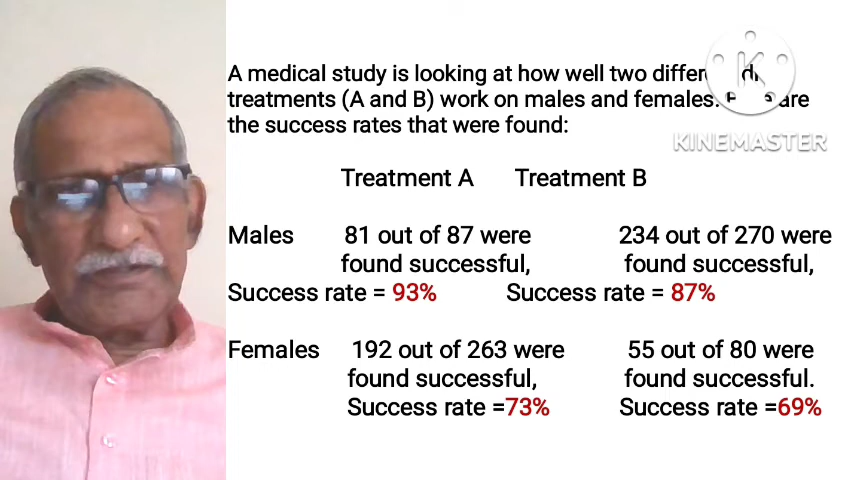 A medical study is looking at how well two differ
treatments (A and B) work on males and females. are
the success rates that were found:
KINEMASTER
Treatment A Treatment B
Males 81 out of 87 were 234 out of 270 were
found successful, found successful,
Success rate = 93% Success rate = 87%
Females 192 out of 263 were 55 out of 80 were
found successful, found successful.
Success rate =73% Success rate =69%